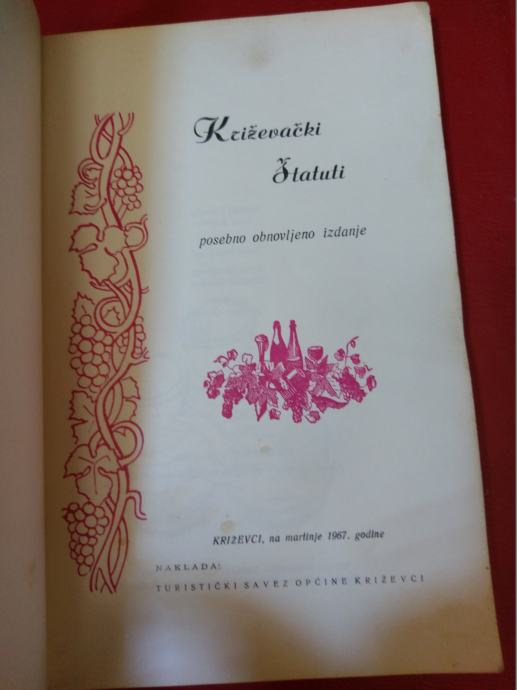 Križevački
Štatuti
posebno obnovljeno izdanje
KRIŽEVCI, na martinje 1967. godine
NAKLADA:
TURISTIČKI SAVEZ OPĆINE KRIŽEVCI